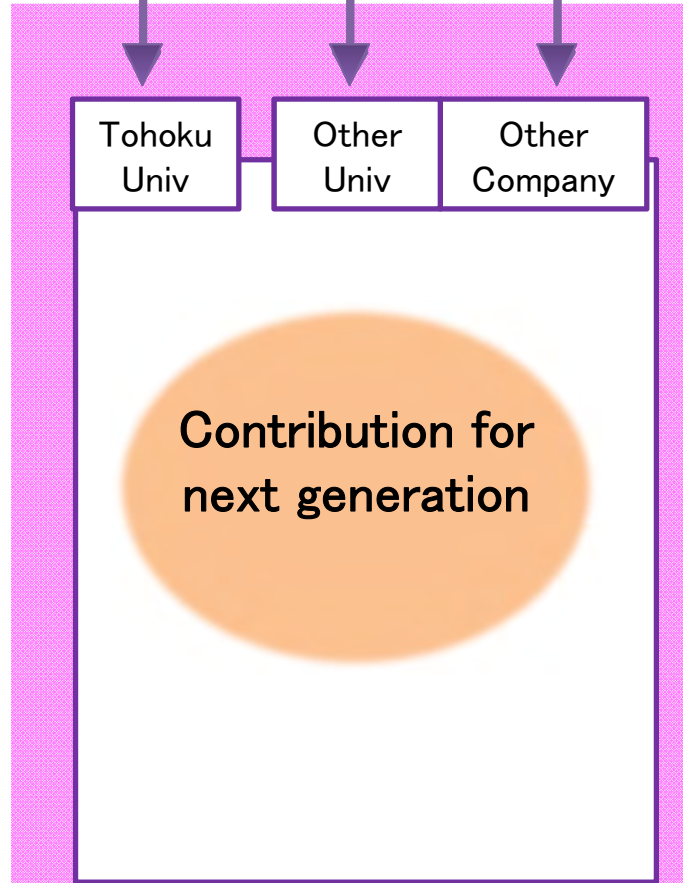 Tohoku
Univ
Other
Univ
Other
Company
Contribution for
next generation